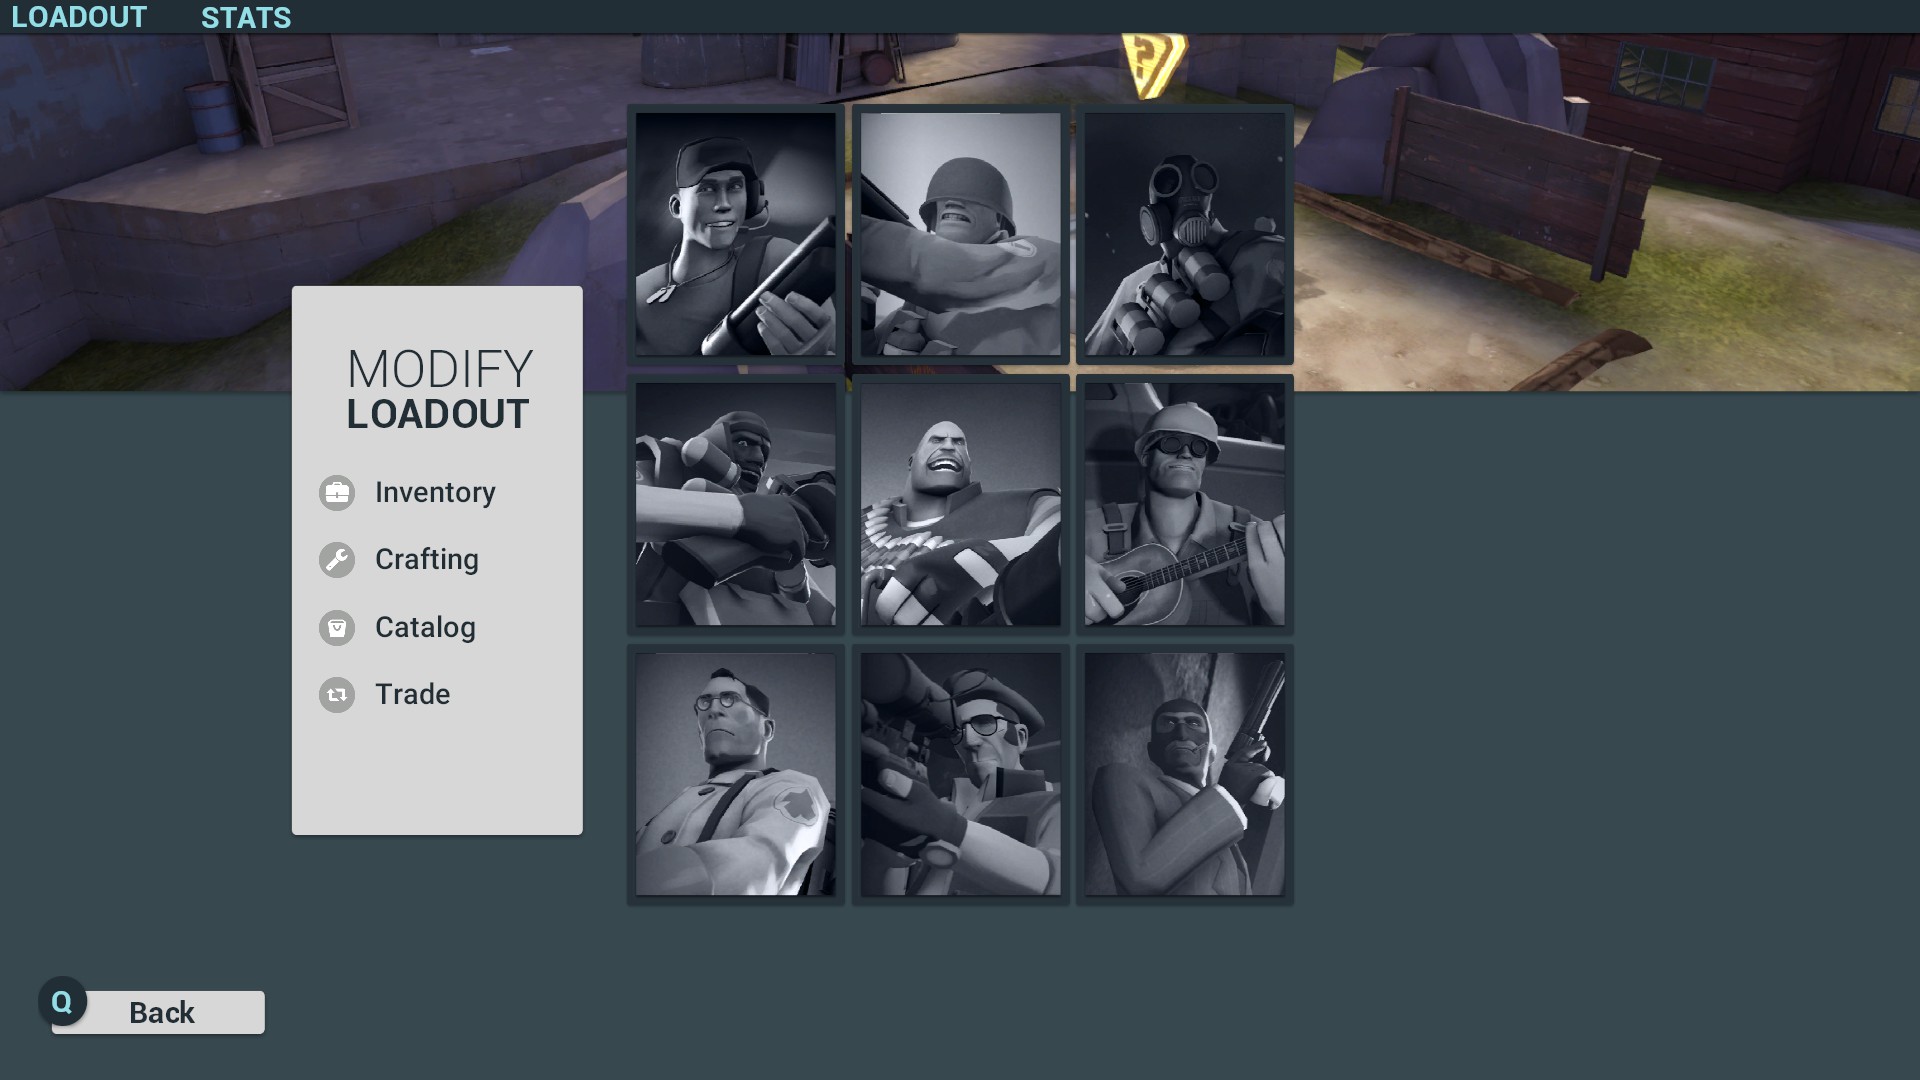 LOADOUT
STATS
?
MODIFY
LOADOUT
Inventory
Crafting
Catalog
Trade
Q
Back